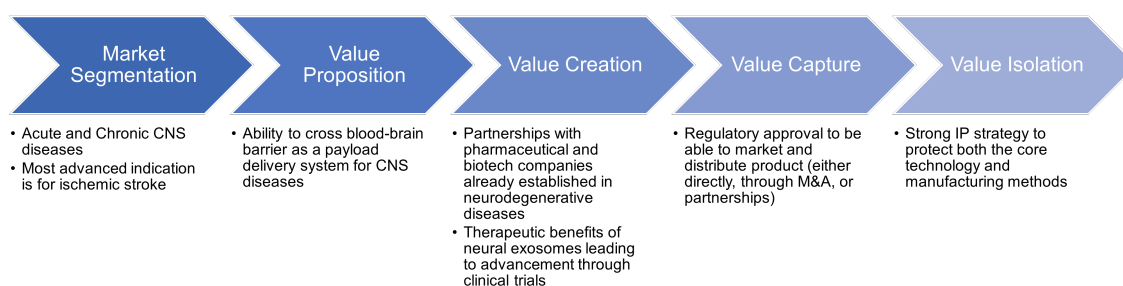 Market
Segmentation
Value
Proposition
Value Creation
Value Capture
Value Isolation
• Acute and Chronic CNS
diseases
• Most advanced indication
is for ischemic stroke
• Ability to cross blood-brain
barrier as a payload
delivery system for CNS
diseases
• Partnerships with
pharmaceutical and
biotech companies
already established in
neurodegenerative
diseases
• Therapeutic benefits of
neural exosomes leading
to advancement through
clinical trials
• Regulatory approval to be
able to market and
distribute product (either
directly, through M&A, or
partnerships)
• Strong IP strategy to
protect both the core
technology and
manufacturing methods